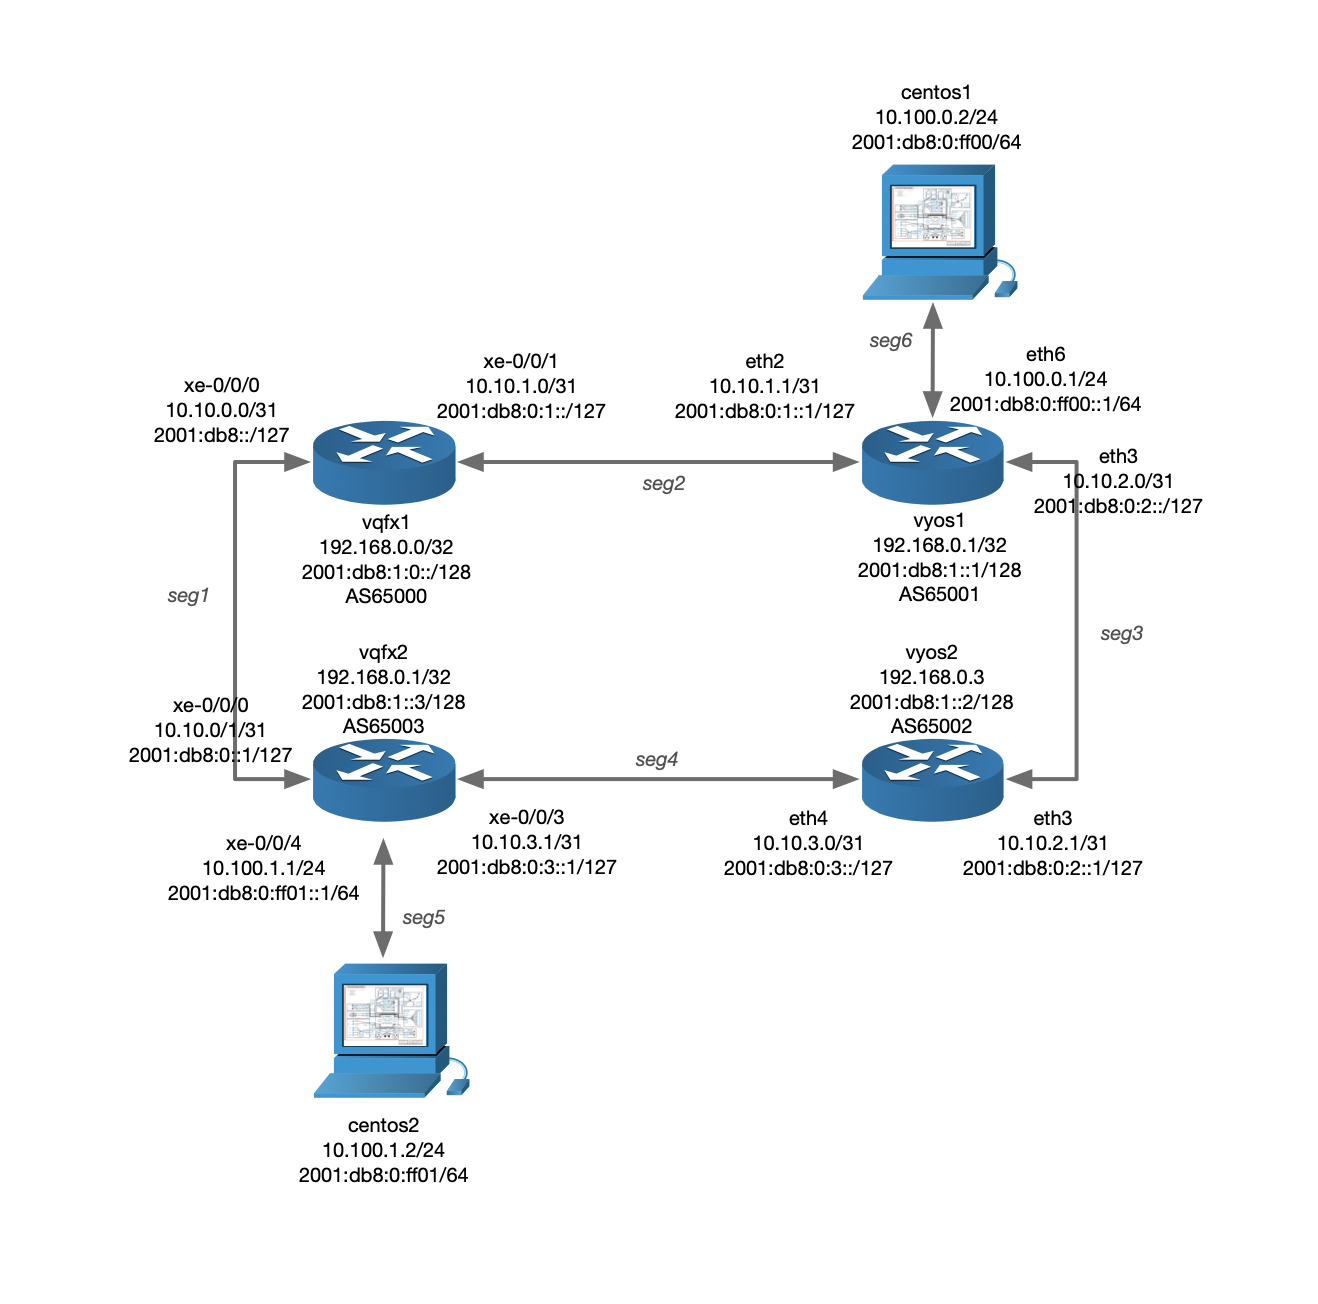 centos1
10.100.0.2/24
2001:db8:0:ff00/64
seg6
eth6
10.100.0.1/24
2001:db8:0:ff00::1/64
xe-0/0/0
10.10.0.0/31
2001:db8::/127
xe-0/0/1
10.10.1.0/31
2001:db8:0:1::/127
eth2
10.10.1.1/31
2001:db8:0:1::1/127
seg2
eth3
10.10.2.0/31
2001:db8:0:2::/127
vqfx1
192.168.0.0/32
2001:db8:1:0::/128
AS65000
vyos1
192.168.0.1/32
2001:db8:1::1/128
AS65001
seg1
seg3
vqfx2
192.168.0.1/32
2001:db8:1::3/128
AS65003
vyos2
192.168.0.3
2001:db8:1::2/128
AS65002
xe-0/0/0
10.10.0/1/31
2001:db8:0::1/127
seg4
xe-0/0/4
10.100.1.1/24
2001:db8:0:ff01::1/64
xe-0/0/3
10.10.3.1/31
2001:db8:0:3::1/127
eth4
10.10.3.0/31
2001:db8:0:3::/127
eth3
10.10.2.1/31
2001:db8:0:2::1/127
seg5
centos2
10.100.1.2/24
2001:db8:0:ff01/64